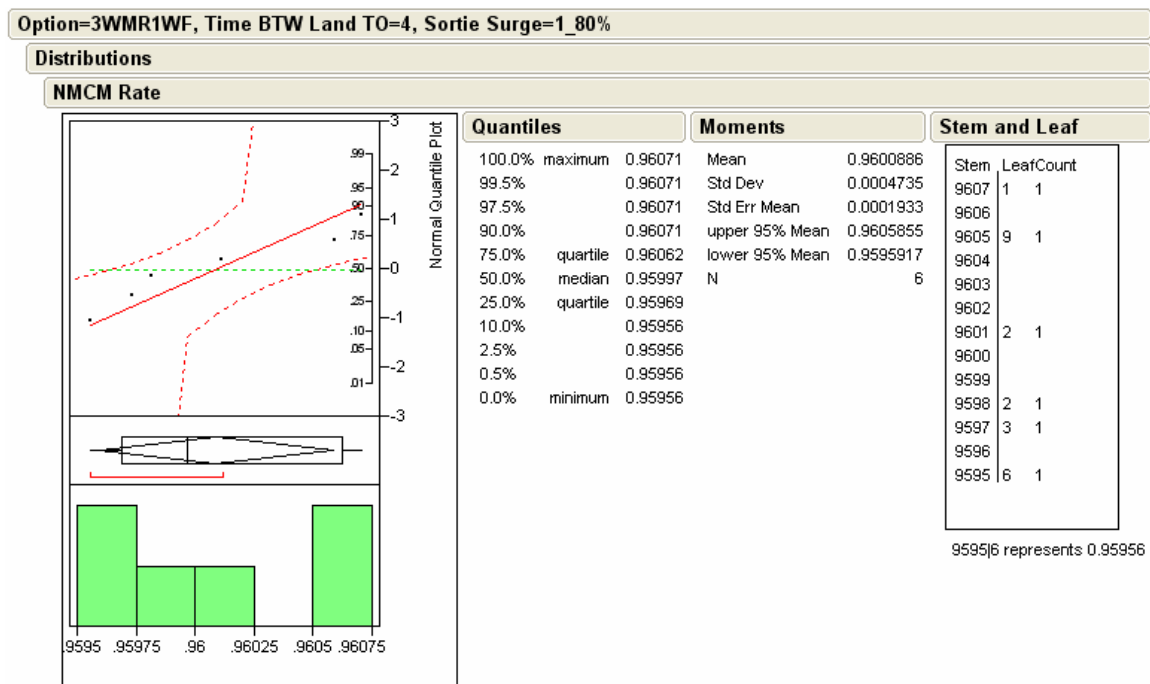 Option=3WMR1WF, Time BTW Land TO=4, Sortie Surge=1_80%
Distributions
NMCM Rate
3
2
1
0
-1
-2
-3
.99
.95
.90
.75
.50
.25
.10
.05
.01
Normal Quantile Plot
.9595 .95975 .96 .96025 .9605 .96075
Quantiles
100.0% maximum 0.96071
99.5% 0.96071
97.5% 0.96071
90.0% 0.96071
75.0% quartile 0.96062
50.0% median 0.95997
25.0% quartile 0.95969
10.0% 0.95956
2.5% 0.95956
0.5% 0.95956
0.0% minimum 0.95956
Moments
Mean 0.9600886
Std Dev 0.0004735
Std Err Mean 0.0001933
upper 95% Mean 0.9605855
lower 95% Mean 0.9595917
N 6
Stem and Leaf
Stem LeafCount
9607 1 1
9606
9605 9 1
9604
9603
9602
9601 2 1
9600
9599
9598 2 1
9597 3 1
9596
9595 6 1
9595|6 represents 0.95956